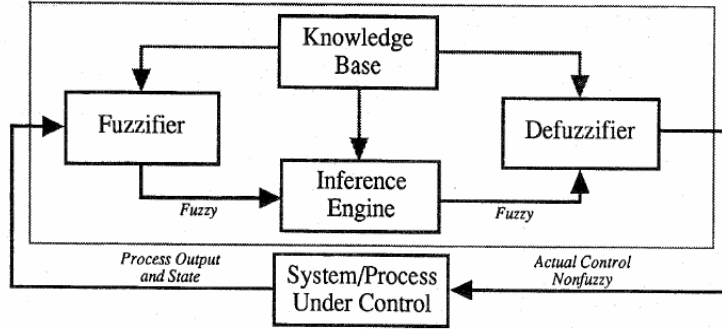 Knowledge
Base
Fuzzifier
Defuzzifier
Inference
Engine
Fuzzy
Fuzzy
Process Output
and State
System/Process
Under Control
Actual Control
Nonfuzzy